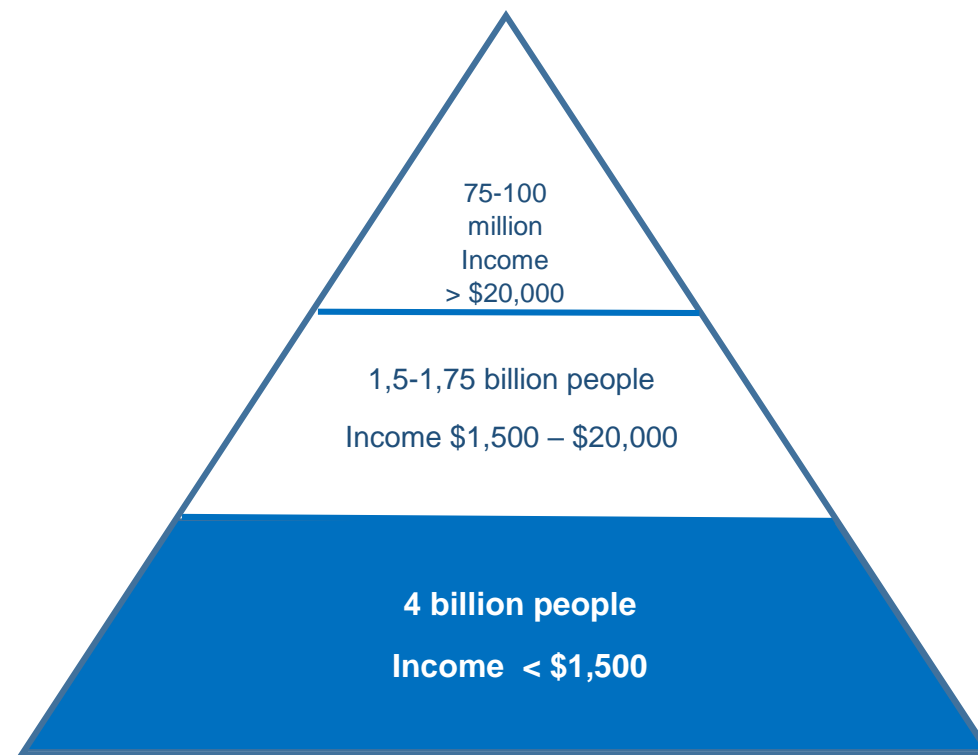 75-100
million
Income
> $20,000
1,5-1,75 billion people
Income $1,500 – $20,000
4 billion people
Income < $1,500